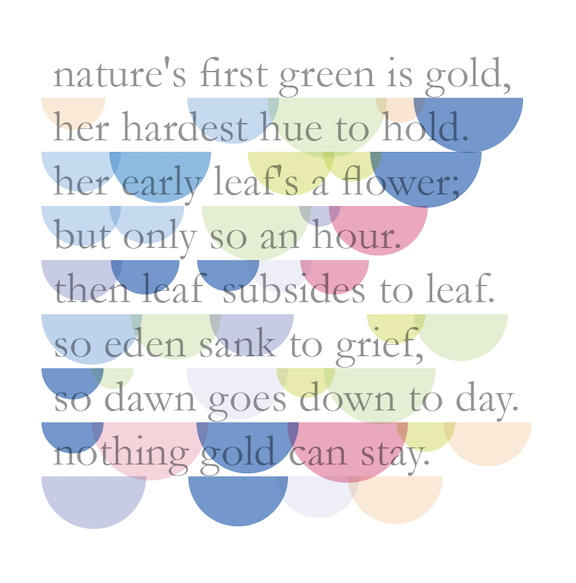 nature's first green is gold,
her hardest hue to hold.
her early leaf's a flower;
but only so an hour.
then leaf subsides to leaf.
so eden sank to grief,
so dawn goes down to day.
nothing gold can stay.